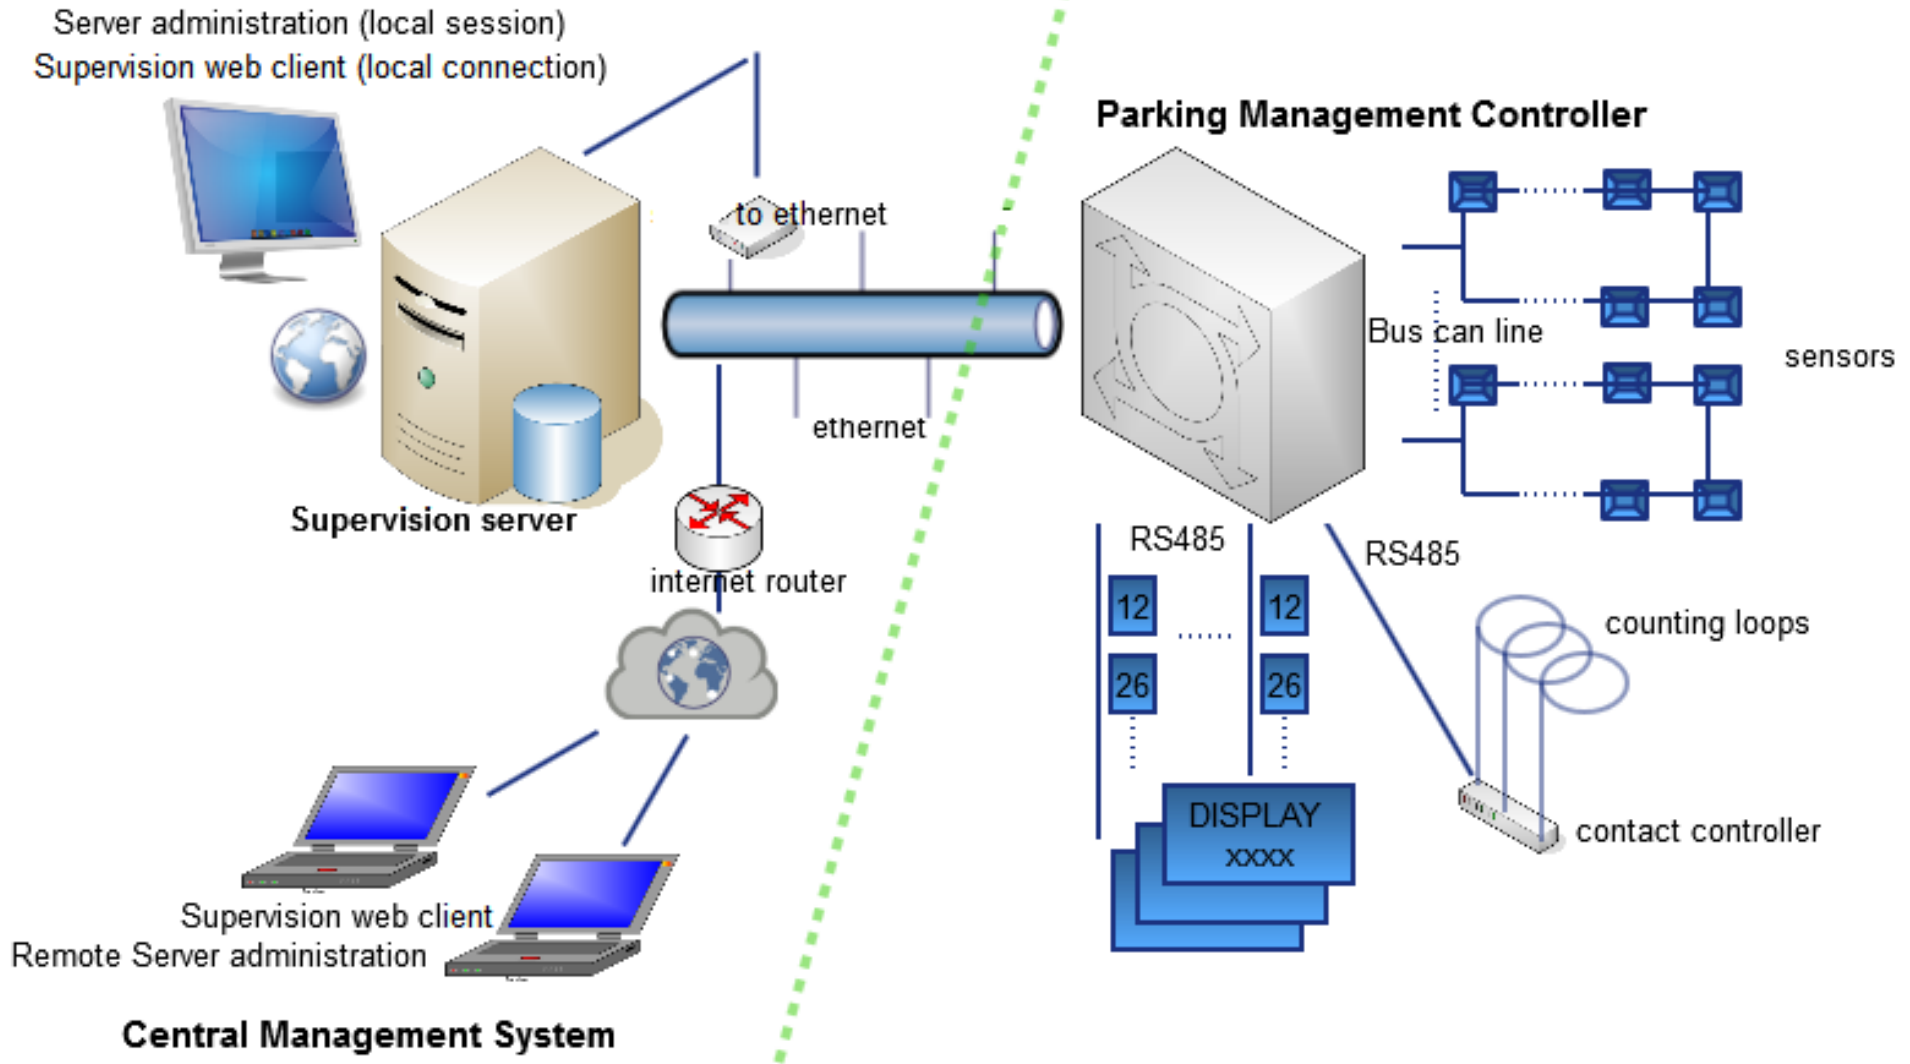 Server administration (local session)
Supervision web client (local connection)
Parking Management Controller
to ethernet
Bus can line
sensors
ethernet
Supervision server
RS485
RS485
internet router
12
12
counting loops
26
26
DISPLAY
xxxx
contact controller
Supervision web client
Remote Server administration
Central Management System